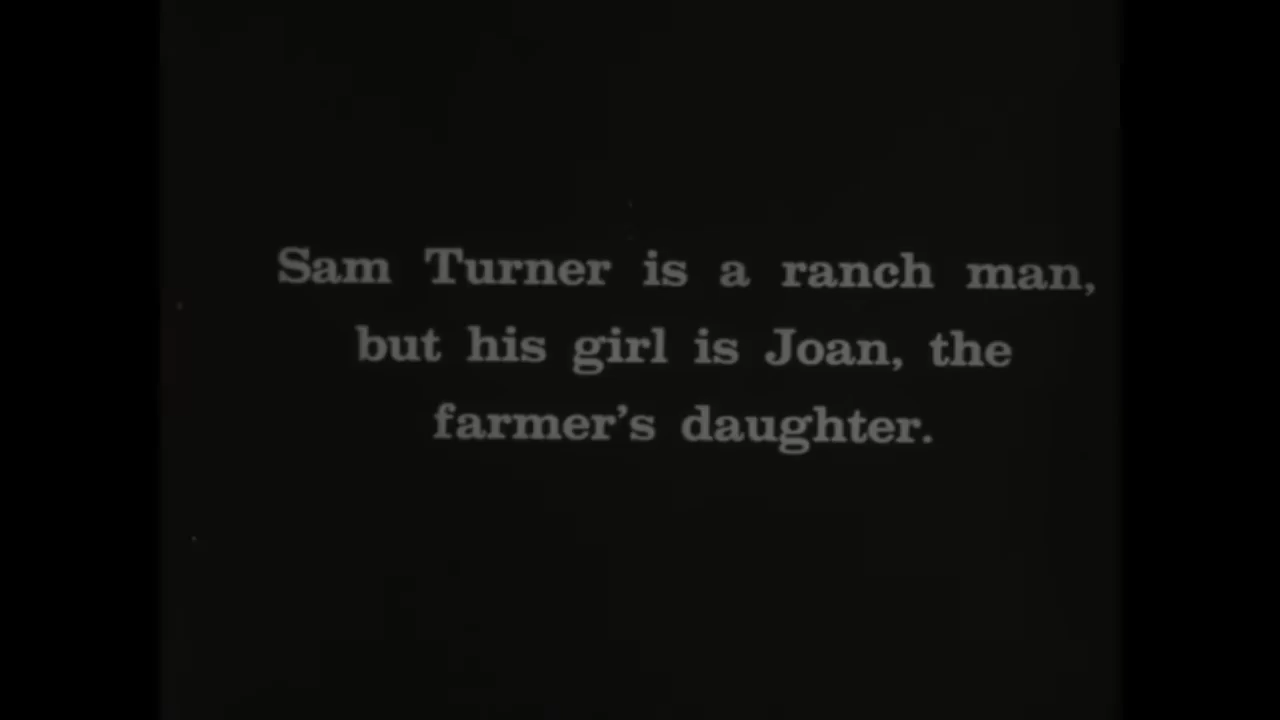 Sam Turner is a ranch man,
but his girl is Joan, the
farmer's daughter.